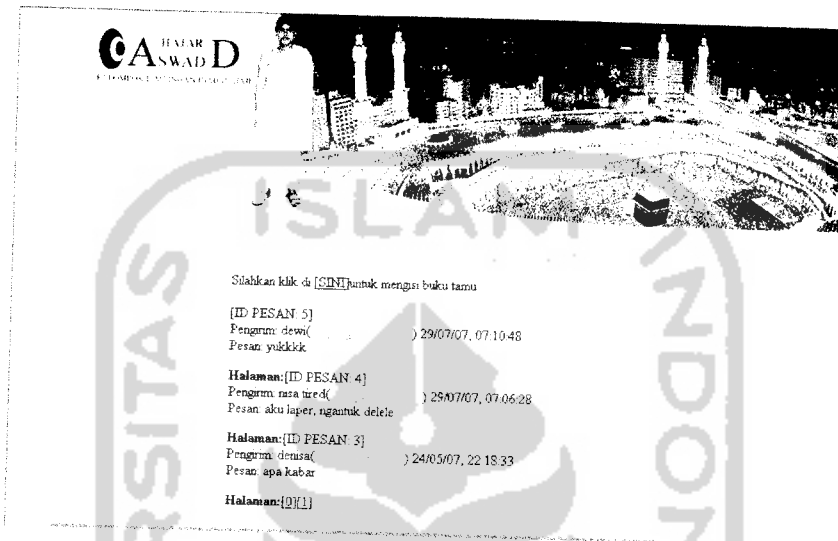 HAJAR
ASWAD
ISLAM
Silahkan klik di [SINI]untuk mengisi buku tamu
[ID PESAN: 5]
Pengirim: dewi( ) 29/07/07, 07:10:48
Pesan: yukkkk
Halaman:[ID PESAN: 4]
Pengirim: nisa tired( ) 29/07/07, 07:06:28
Pesan: aku laper, ngantuk delele
Halaman:[ID PESAN: 3]
Pengirim: denisa( ) 24/05/07, 22:18:33
Pesan: apa kabar
Halaman:[0][1]